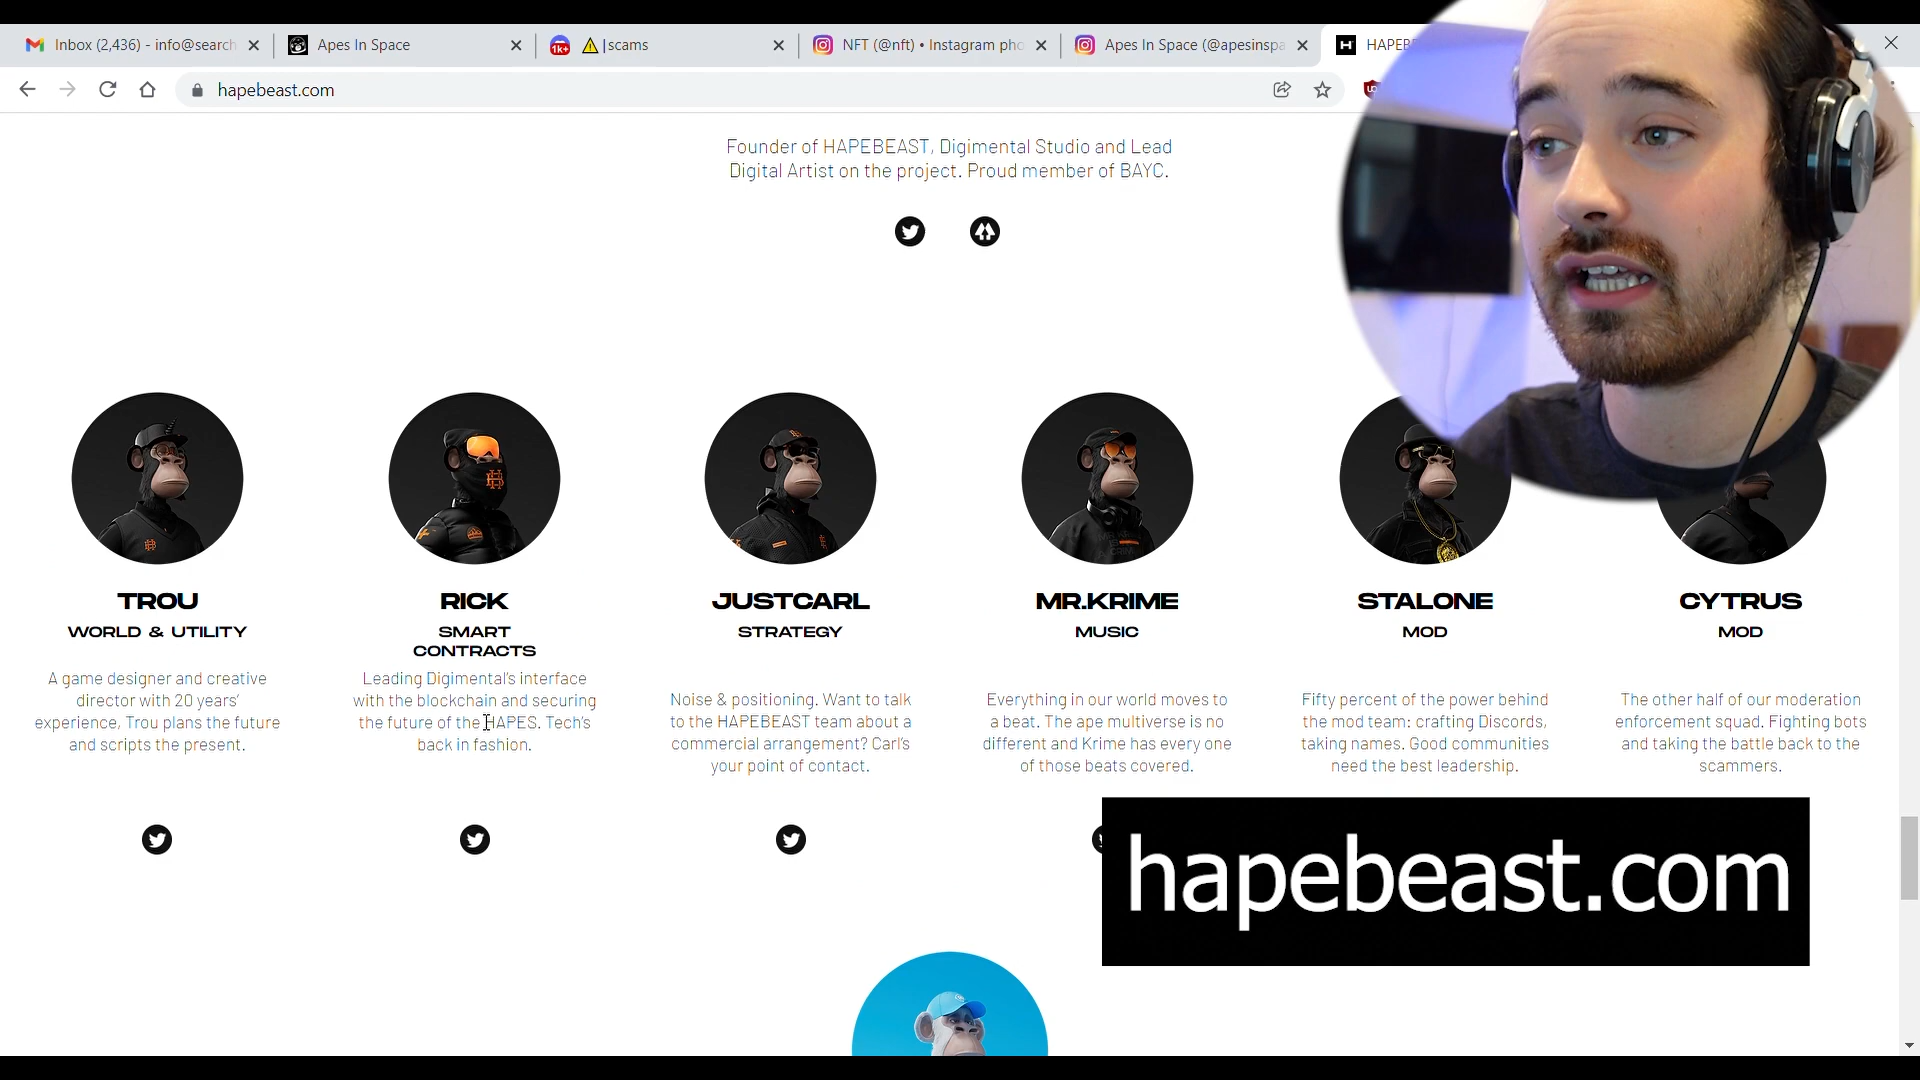 Inbox (2,436) - info@search
Apes In Space
1k+
| scams
NFT (@nft) • Instagram pho
Apes In Space (@apesinspa
HAPEB
hapebeast.com
Founder of HAPEBEAST, Digimental Studio and Lead
Digital Artist on the project. Proud member of BAYC.
TROU
WORLD & UTILITY
A game designer and creative
director with 20 years'
experience, Trou plans the future
and scripts the present.
RICK
SMART
CONTRACTS
Leading Digimental's interface
with the blockchain and securing
the future of the HAPES. Tech's
back in fashion.
JUSTCARL
STRATEGY
Noise & positioning. Want to talk
to the HAPEBEAST team about a
commercial arrangement? Carl's
your point of contact.
MR.KRIME
MUSIC
Everything in our world moves to
a beat. The ape multiverse is no
different and Krime has every one
of those beats covered.
STALONE
MOD
Fifty percent of the power behind
the mod team: crafting Discords,
taking names. Good communities
need the best leadership.
CYTRUS
MOD
The other half of our moderation
enforcement squad. Fighting bots
and taking the battle back to the
scammers.
hapebeast.com